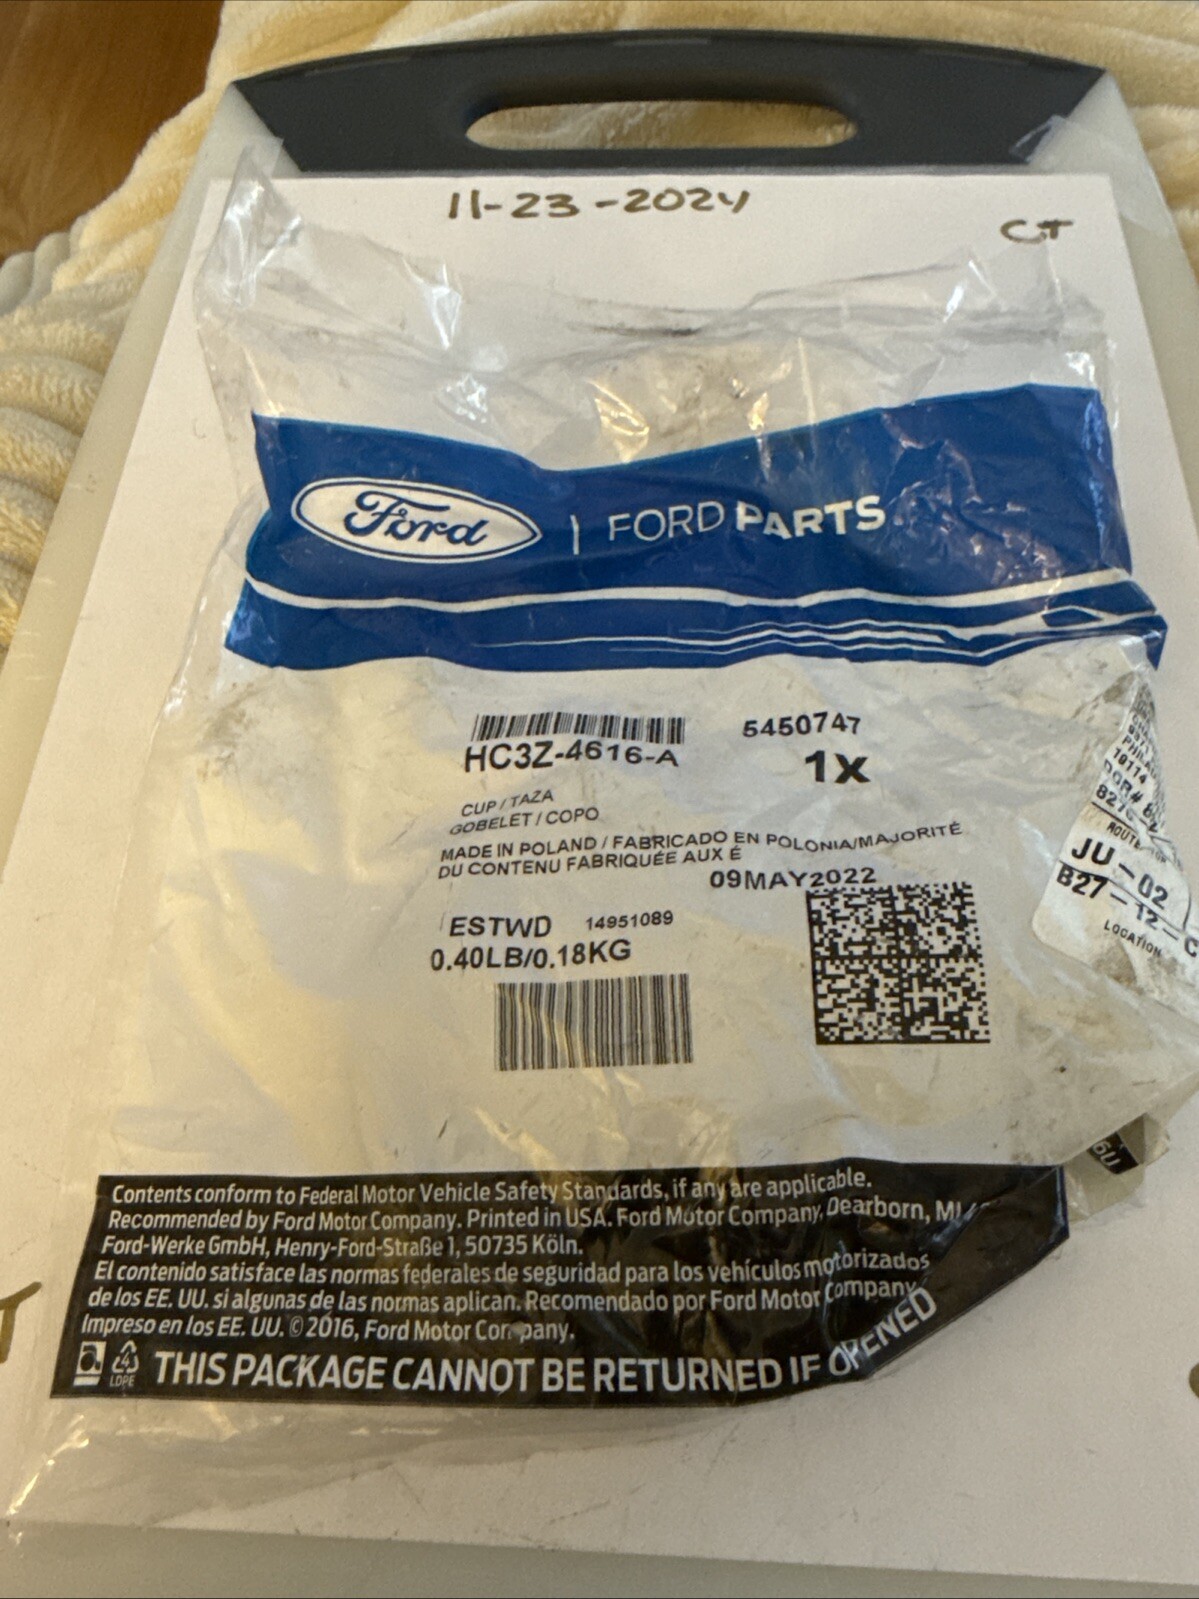 11-23-2024
CT
Ford | FORD PARTS
HC3Z-4616-A
5450747
1X
CUP / TAZA
GOBELET / COPO
MADE IN POLAND / FABRICADO EN POLONIA/MAJORITÉ
DU CONTENU FABRIQUÉE AUX É
09MAY2022
ESTWD 14951089
0.40LB/0.18KG
19114
ROUTE
JU-02
B27-12-C
LOCATION
Contents conform to Federal Motor Vehicle Safety Standards, if any are applicable.
Recommended by Ford Motor Company. Printed in USA. Ford Motor Company, Dearborn, MI
Ford-Werke GmbH, Henry-Ford-Straße 1, 50735 Köln.
El contenido satisface las normas federales de seguridad para los vehículos motorizados
de los EE. UU. si algunas de las normas aplican. Recomendado por Ford Motor Company.
Impreso en los EE. UU. © 2016, Ford Motor Company.
4
LDPE
THIS PACKAGE CANNOT BE RETURNED IF OPENED